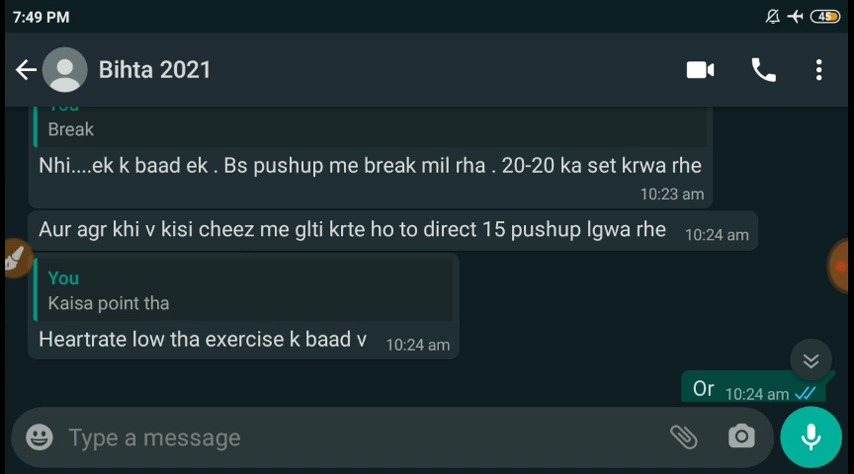 7:49 PM 45
Bihta 2021
Break
Nhi....ek k baad ek . Bs pushup me break mil rha . 20-20 ka set krwa rhe
10:23 am
Aur agr khi v kisi cheez me glti krte ho to direct 15 pushup lgwa rhe 10:24 am
You
Kaisa point tha
Heartrate low tha exercise k baad v 10:24 am
Or 10:24 am
Type a message